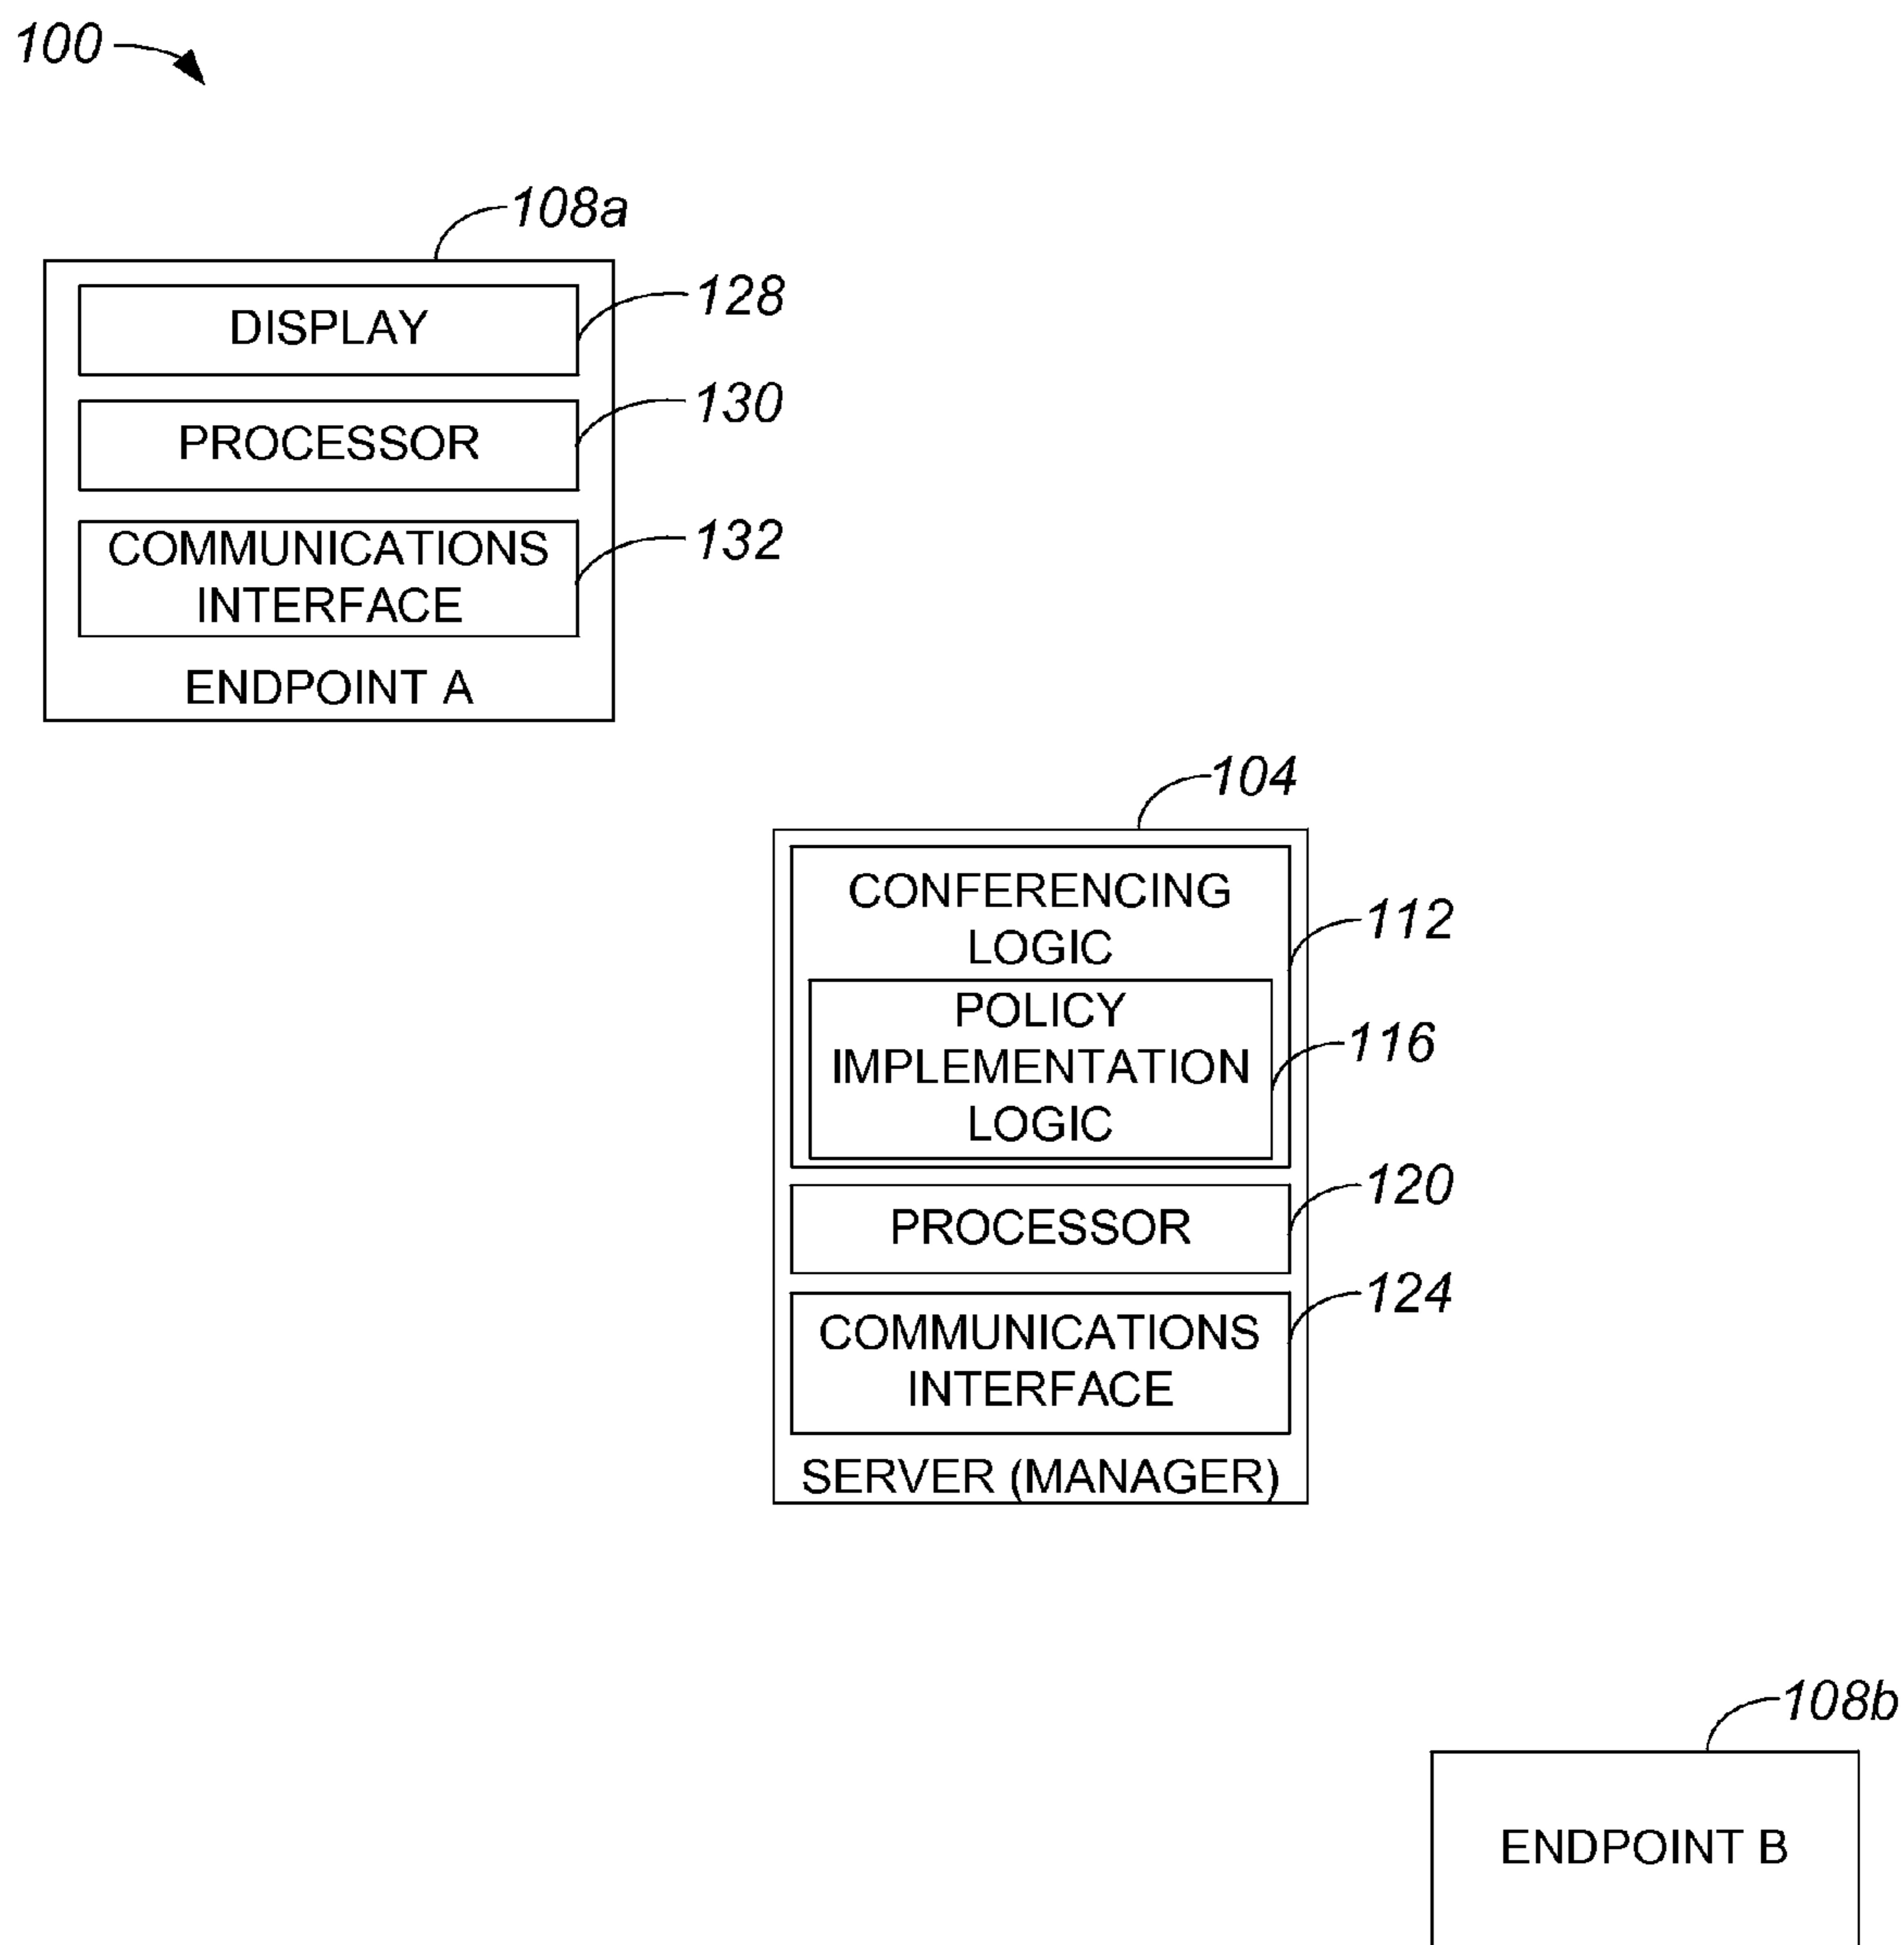 100
108a
DISPLAY
128
PROCESSOR
130
COMMUNICATIONS
INTERFACE
132
ENDPOINT A
104
CONFERENCING
LOGIC
112
POLICY
IMPLEMENTATION
LOGIC
116
PROCESSOR
120
COMMUNICATIONS
INTERFACE
124
SERVER (MANAGER)
108b
ENDPOINT B